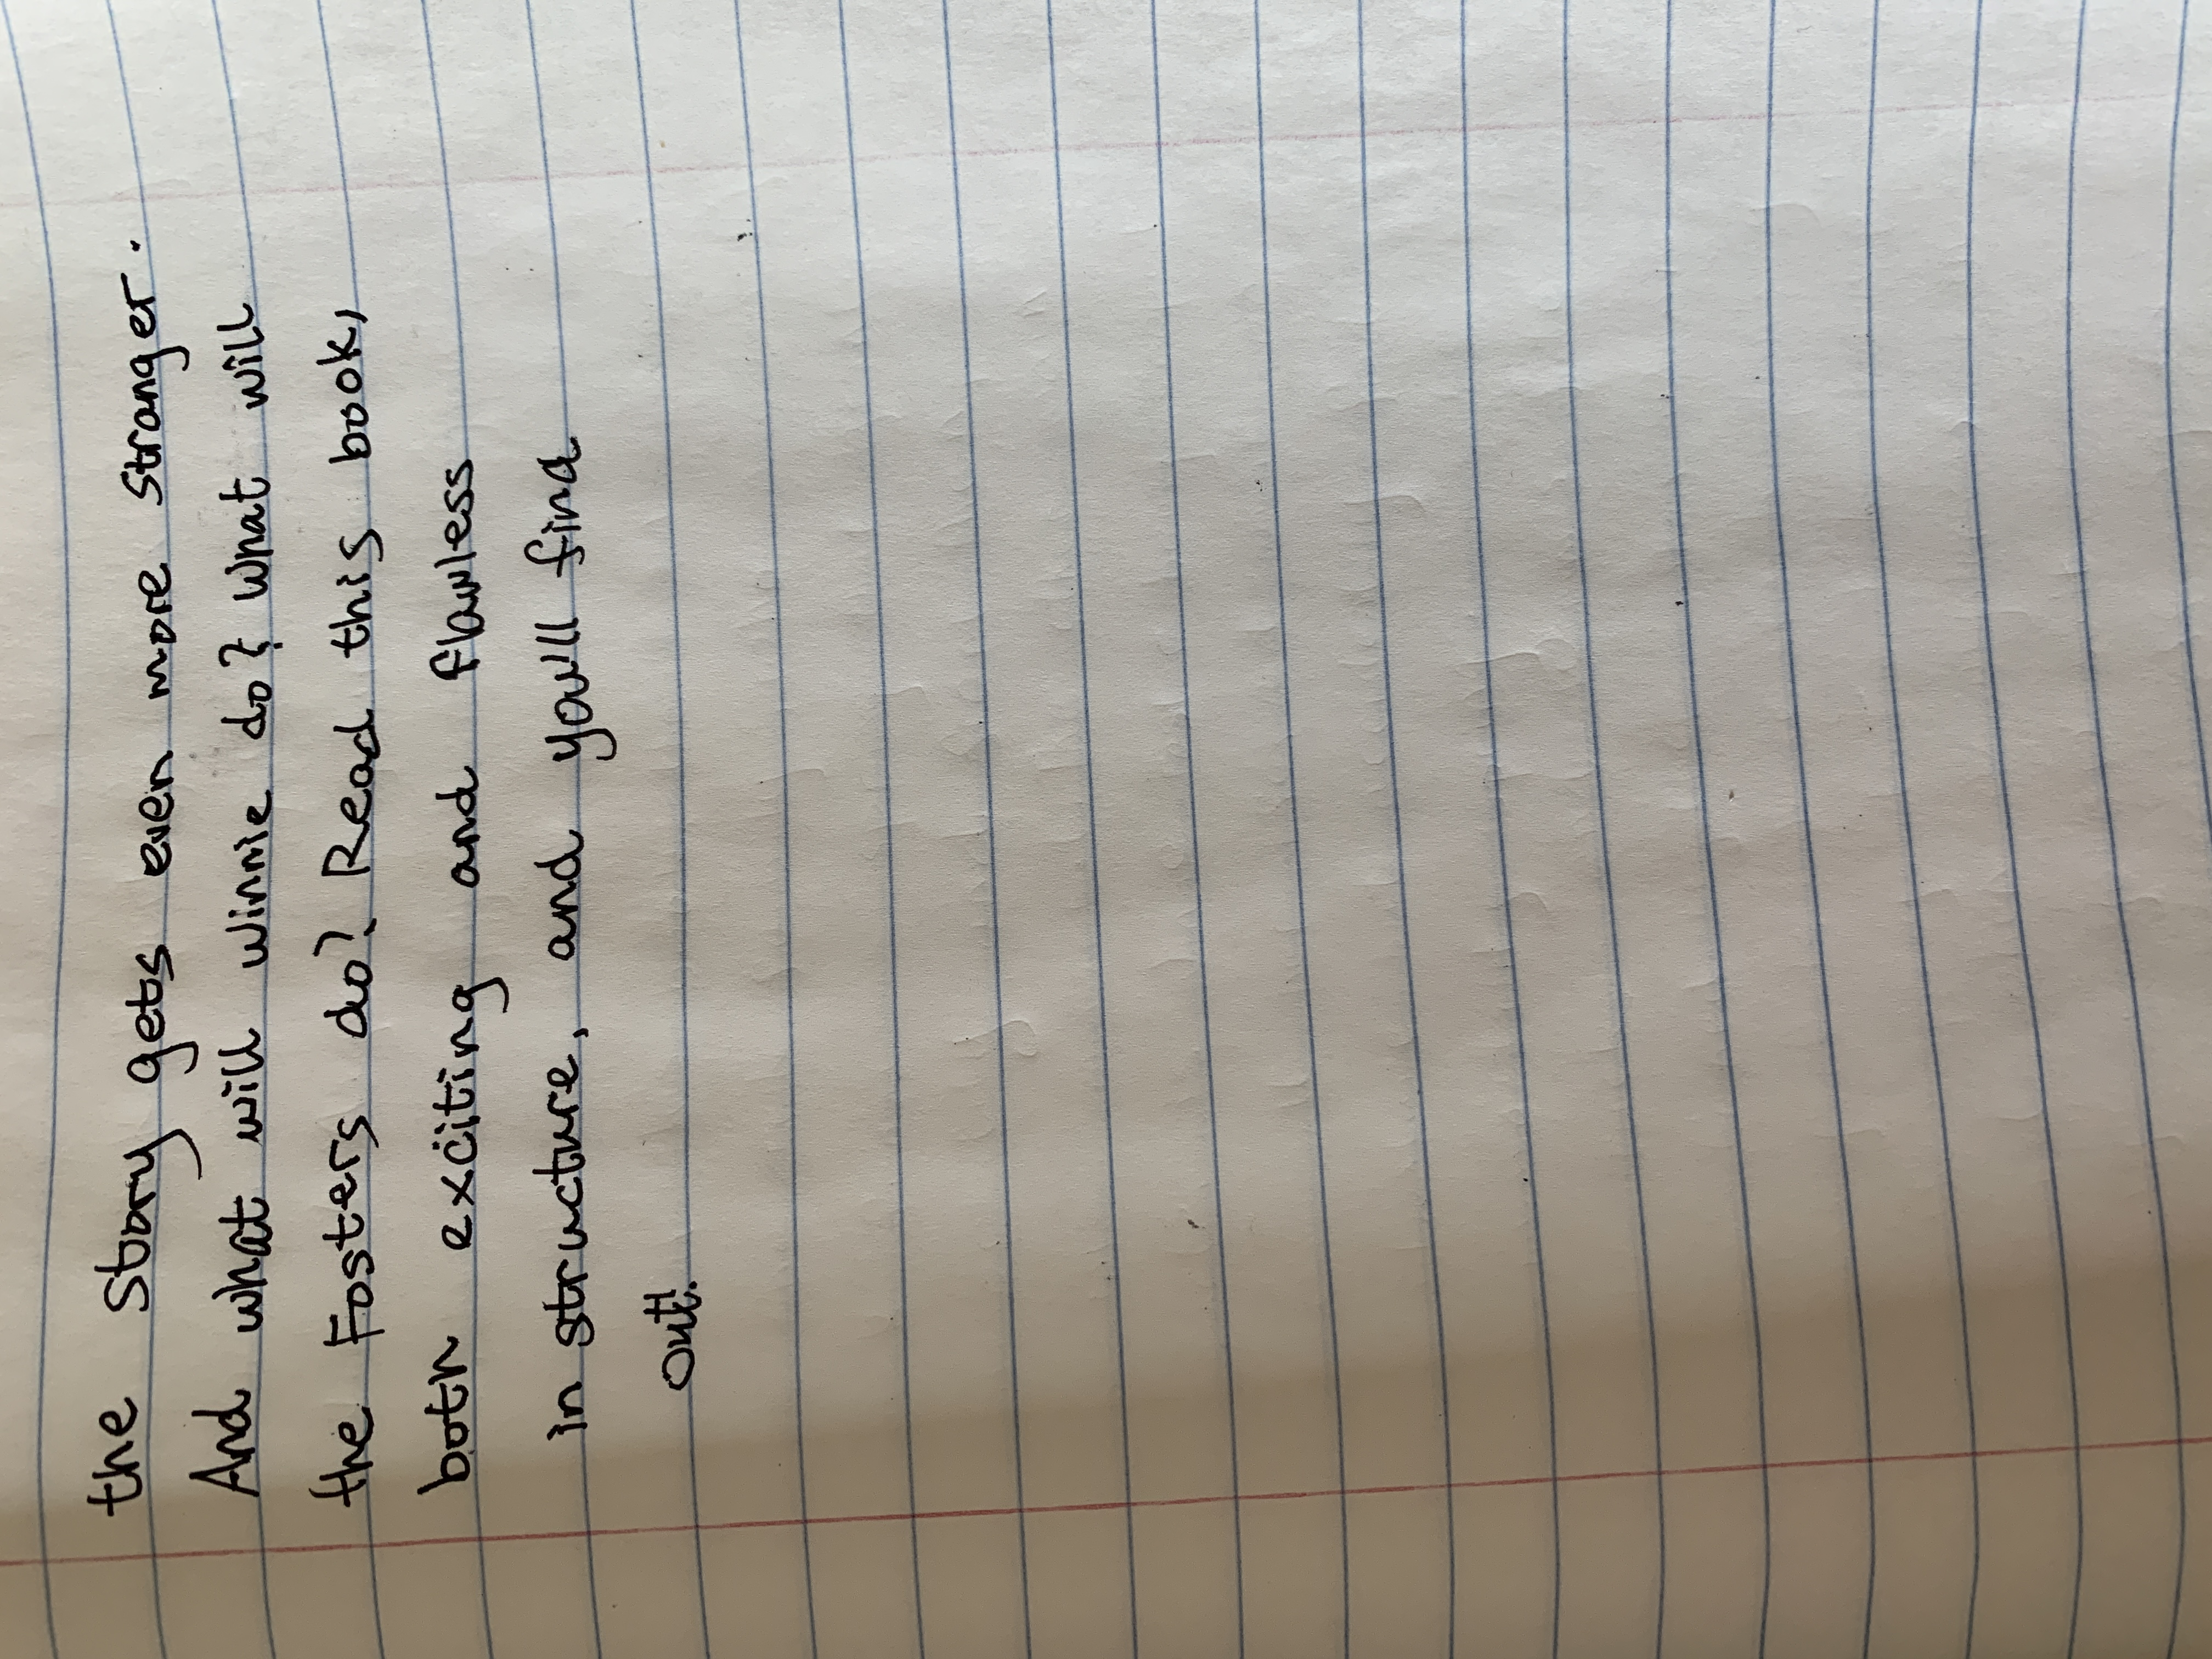 the story gets even more stranger.
And what will Winnie do? What will
the Fosters do? Read this book,
both exciting and flawless
in structure, and you'll find
out!